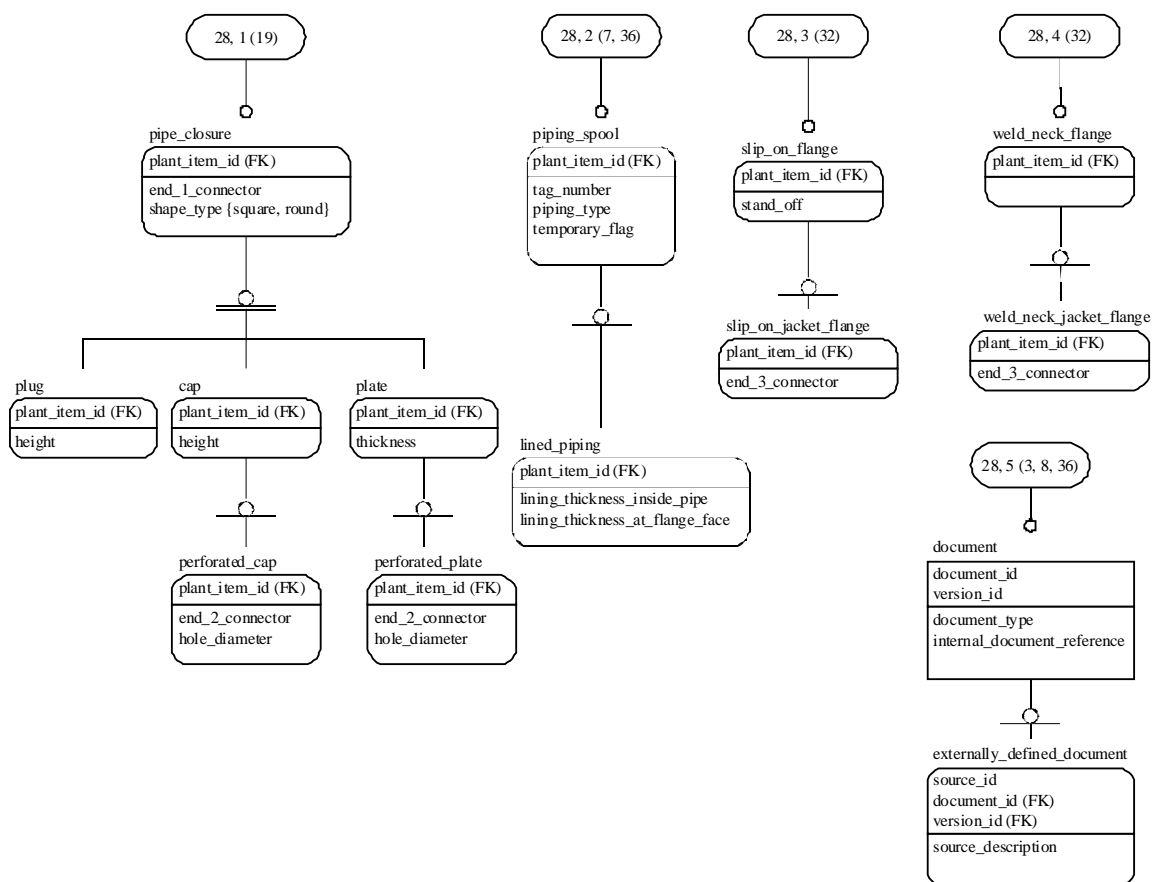 28, 1 (19)
pipe_closure
plant_item_id (FK)
end_1_connector
shape_type {square, round}
plug
plant_item_id (FK)
height
cap
plant_item_id (FK)
height
plate
plant_item_id (FK)
thickness
perforated_cap
plant_item_id (FK)
end_2_connector
hole_diameter
perforated_plate
plant_item_id (FK)
end_2_connector
hole_diameter
28, 2 (7, 36)
piping_spool
plant_item_id (FK)
tag_number
piping_type
temporary_flag
lined_piping
plant_item_id (FK)
lining_thickness_inside_pipe
lining_thickness_at_flange_face
28, 3 (32)
slip_on_flange
plant_item_id (FK)
stand_off
slip_on_jacket_flange
plant_item_id (FK)
end_3_connector
28, 4 (32)
weld_neck_flange
plant_item_id (FK)
weld_neck_jacket_flange
plant_item_id (FK)
end_3_connector
28, 5 (3, 8, 36)
document
document_id
version_id
document_type
internal_document_reference
externally_defined_document
source_id
document_id (FK)
version_id (FK)
source_description